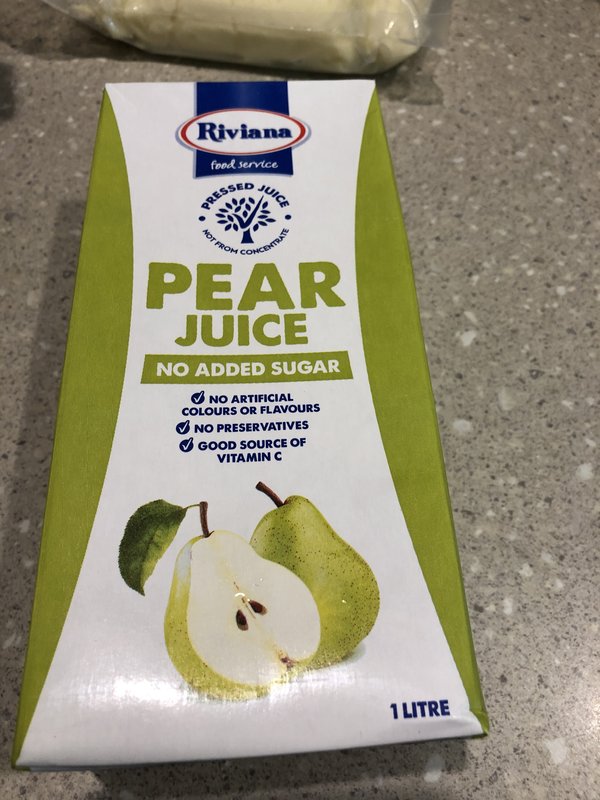 Riviana
food service
PRESSED JUICE
NOT FROM CONCENTRATE
PEAR
JUICE
NO ADDED SUGAR
NO ARTIFICIAL
COLOURS OR FLAVOURS
NO PRESERVATIVES
GOOD SOURCE OF
VITAMIN C
1 LITRE